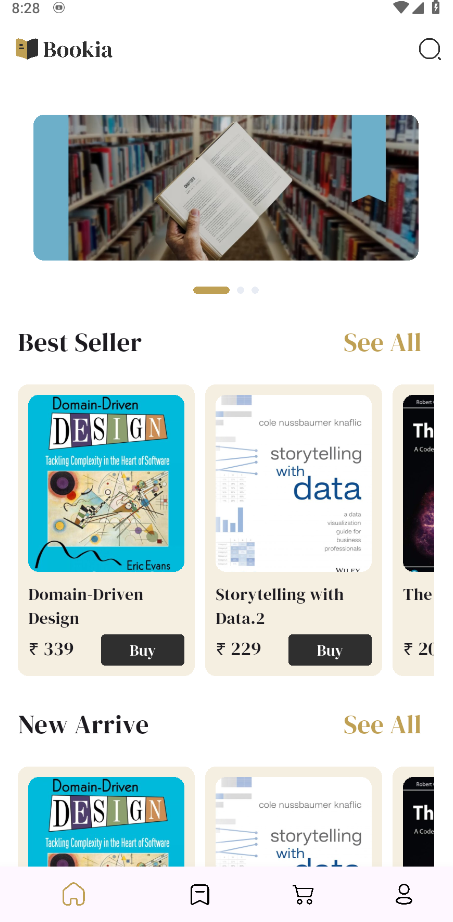 8:28
Bookia
Best Seller
See All
Domain-Driven
DESIGN
Tackling Complexity in the Heart of Software
Eric Evans
cole nussbaumer knaflic
storytelling
with
data
a data
visualization
guide for
business
professionals
WILEY
Robert
Th
A Code
Domain-Driven
Design
₹ 339
Buy
Storytelling with
Data.2
₹ 229
Buy
The
₹ 20
New Arrive
See All
Domain-Driven
DESIGN
Tackling Complexity in the Heart of Software
cole nussbaumer knaflic
storytelling
with
data
Robert
Th
A Code